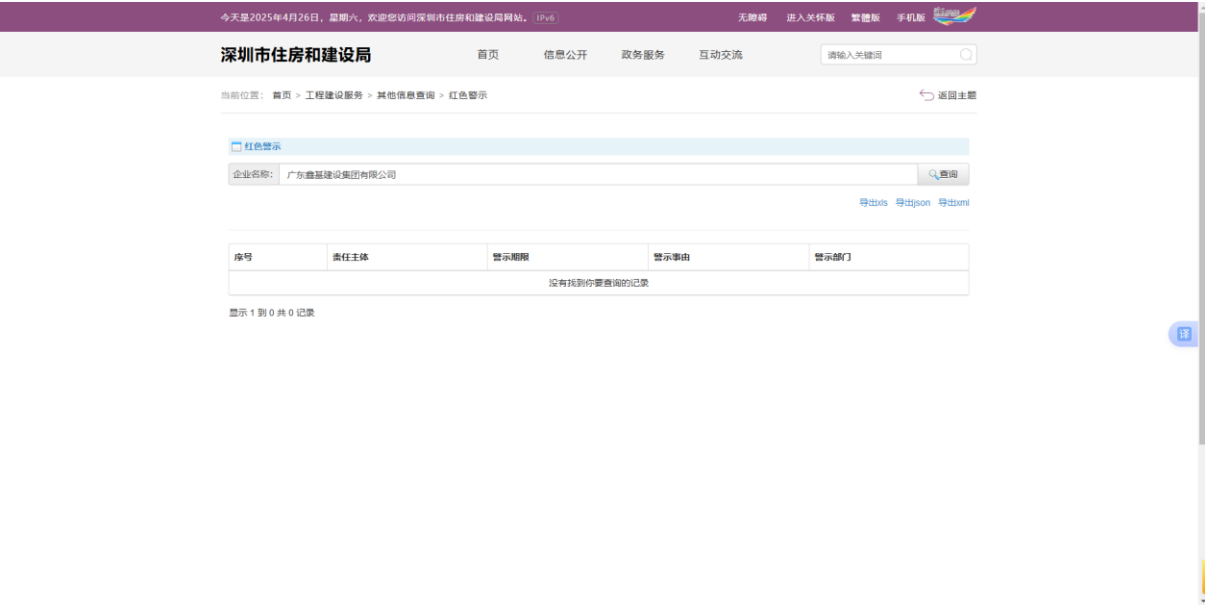 今天是2025年4月26日，星期六，欢迎您访问深圳市住房和建设局网站。 IPv6 无障碍 进入关怀版 繁體版 手机版
深圳市住房和建设局 首页 信息公开 政务服务 互动交流 请输入关键词
当前位置： 首页 > 工程建设服务 > 其他信息查询 > 红色警示 返回主题
红色警示
企业名称： 广东鑫基建设集团有限公司 查询
导出xls 导出json 导出xml
序号 责任主体 警示期限 警示事由 警示部门
没有找到你要查询的记录
显示 1 到 0 共 0 记录
译